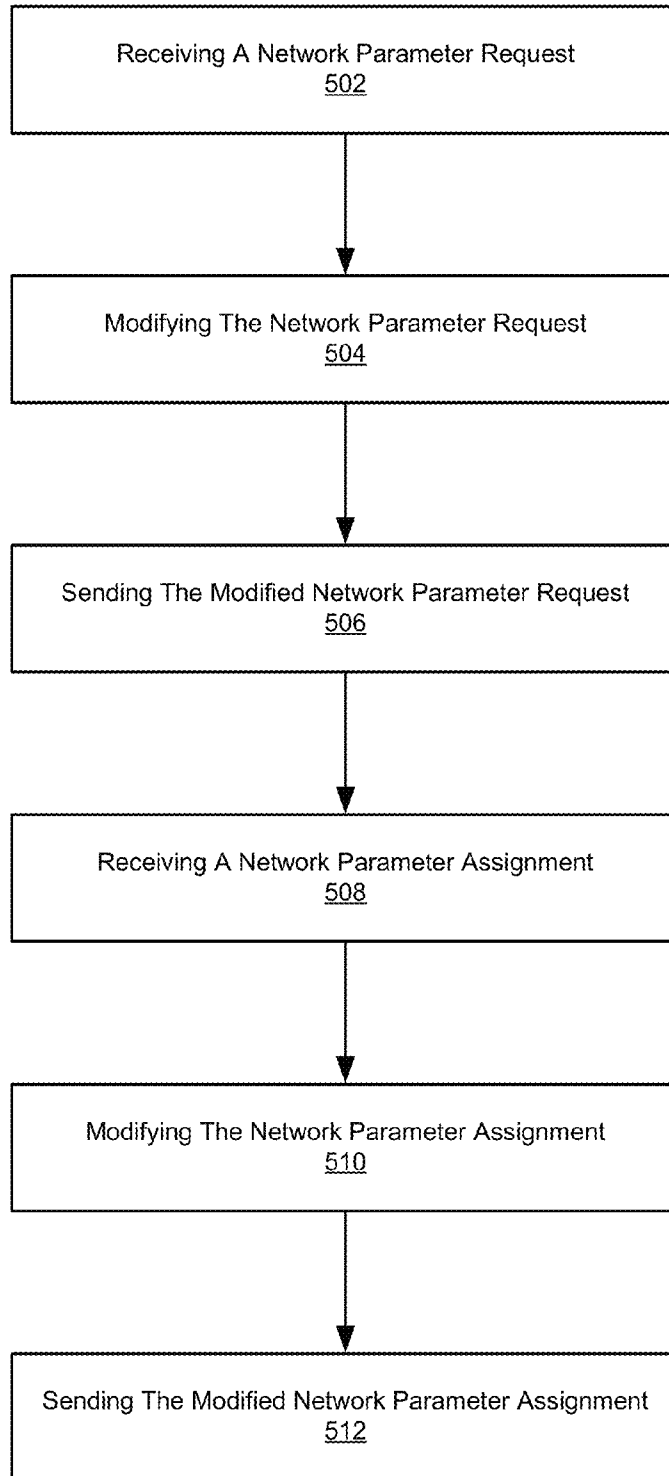 Receiving A Network Parameter Request
502
Modifying The Network Parameter Request
504
Sending The Modified Network Parameter Request
506
Receiving A Network Parameter Assignment
508
Modifying The Network Parameter Assignment
510
Sending The Modified Network Parameter Assignment
512